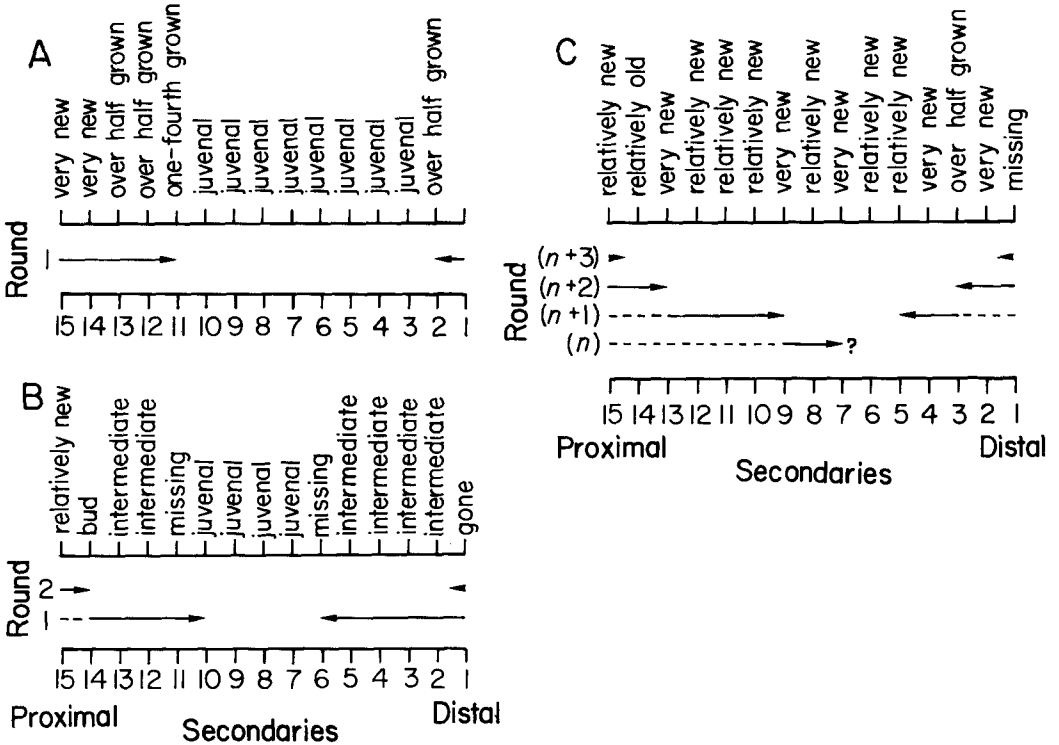 A
very new
very new
over half grown
over half grown
one-fourth grown
juvenal
juvenal
juvenal
juvenal
juvenal
juvenal
juvenal
juvenal
over half grown
Round
1
15 14 13 12 11 10 9 8 7 6 5 4 3 2 1
B
relatively new
bud
intermediate
intermediate
missing
juvenal
juvenal
juvenal
juvenal
missing
intermediate
intermediate
intermediate
intermediate
gone
Round
2
1
15 14 13 12 11 10 9 8 7 6 5 4 3 2 1
Proximal
Secondaries
Distal
C
relatively new
relatively old
very new
relatively new
relatively new
relatively new
very new
relatively new
very new
relatively new
relatively new
very new
over half grown
very new
missing
Round
(n+3)
(n+2)
(n+1)
(n)
?
15 14 13 12 11 10 9 8 7 6 5 4 3 2 1
Proximal
Secondaries
Distal